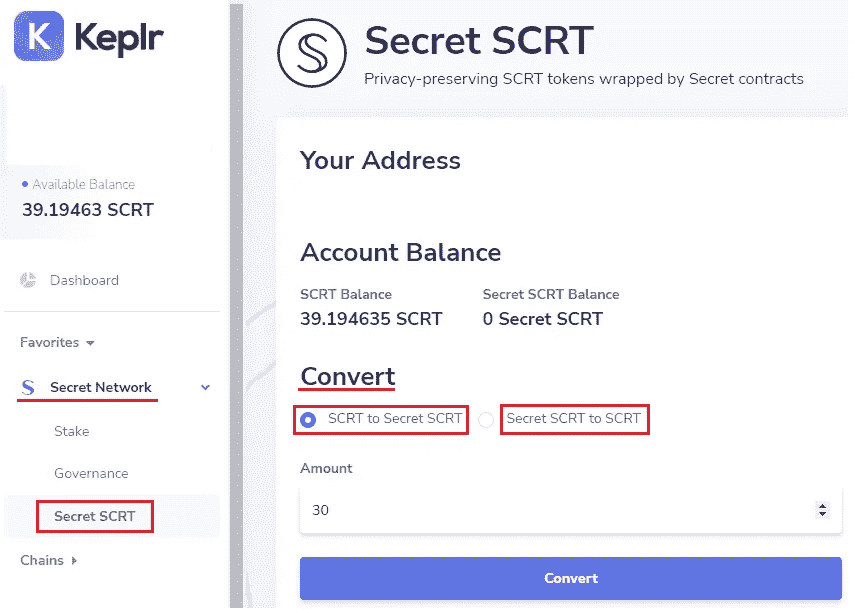 K Keplr
Available Balance
39.19463 SCRT
Dashboard
Favorites
Secret Network
Stake
Governance
Secret SCRT
Chains
Secret SCRT
Privacy-preserving SCRT tokens wrapped by Secret contracts
Your Address
Account Balance
SCRT Balance Secret SCRT Balance
39.194635 SCRT 0 Secret SCRT
Convert
SCRT to Secret SCRT Secret SCRT to SCRT
Amount
30
Convert